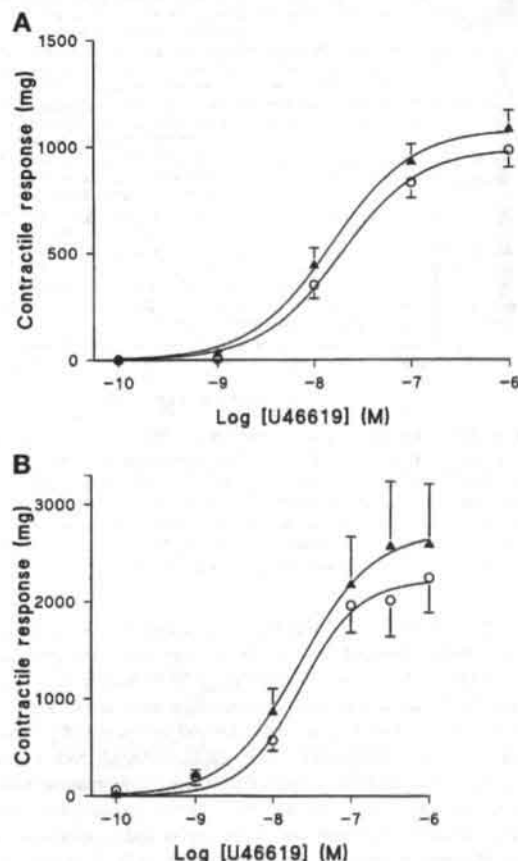 A
Contractile response (mg)
1500
1000
500
0
-10 -9 -8 -7 -6
Log [U46619] (M)
B
Contractile response (mg)
3000
2000
1000
0
-10 -9 -8 -7 -6
Log [U46619] (M)